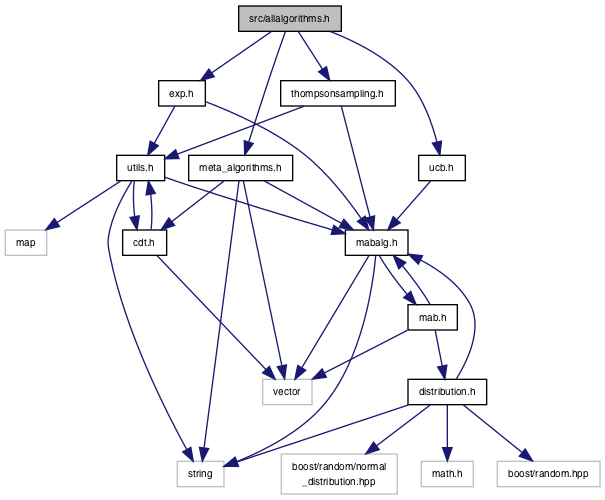 src/allalgorithms.h
exp.h
thompsonsampling.h
utils.h
meta_algorithms.h
ucb.h
map
cdt.h
mabalg.h
mab.h
vector
distribution.h
string
boost/random/normal
_distribution.hpp
math.h
boost/random.hpp